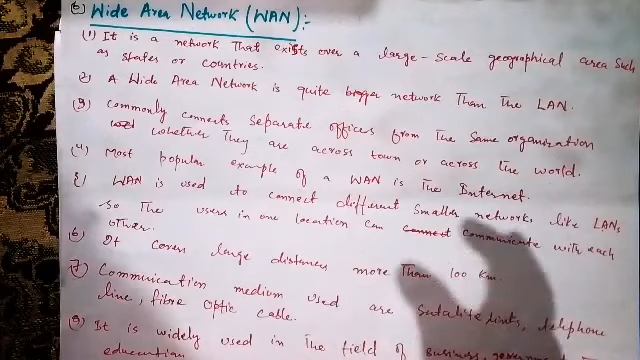 ③ Wide Area Network (WAN):-
(1) It is a network That exists over a large-scale geographical area such
as states or countries.
2) A Wide Area Network is quite bigger network Than The LAN.
(3) Commonly connects separate offices from The same organization
whether They are across town or across the world.
(4) Most popular example of a WAN is The Internet.
WAN is used to connect different smaller networks like LANs
so The users in one location can connect communicate with each
other.
(6) It covers large distances more Than 100 Km.
(7) Communication medium used are satalite links, telephone
line, fibre optic cable.
It is widely used in The field of Business,
education